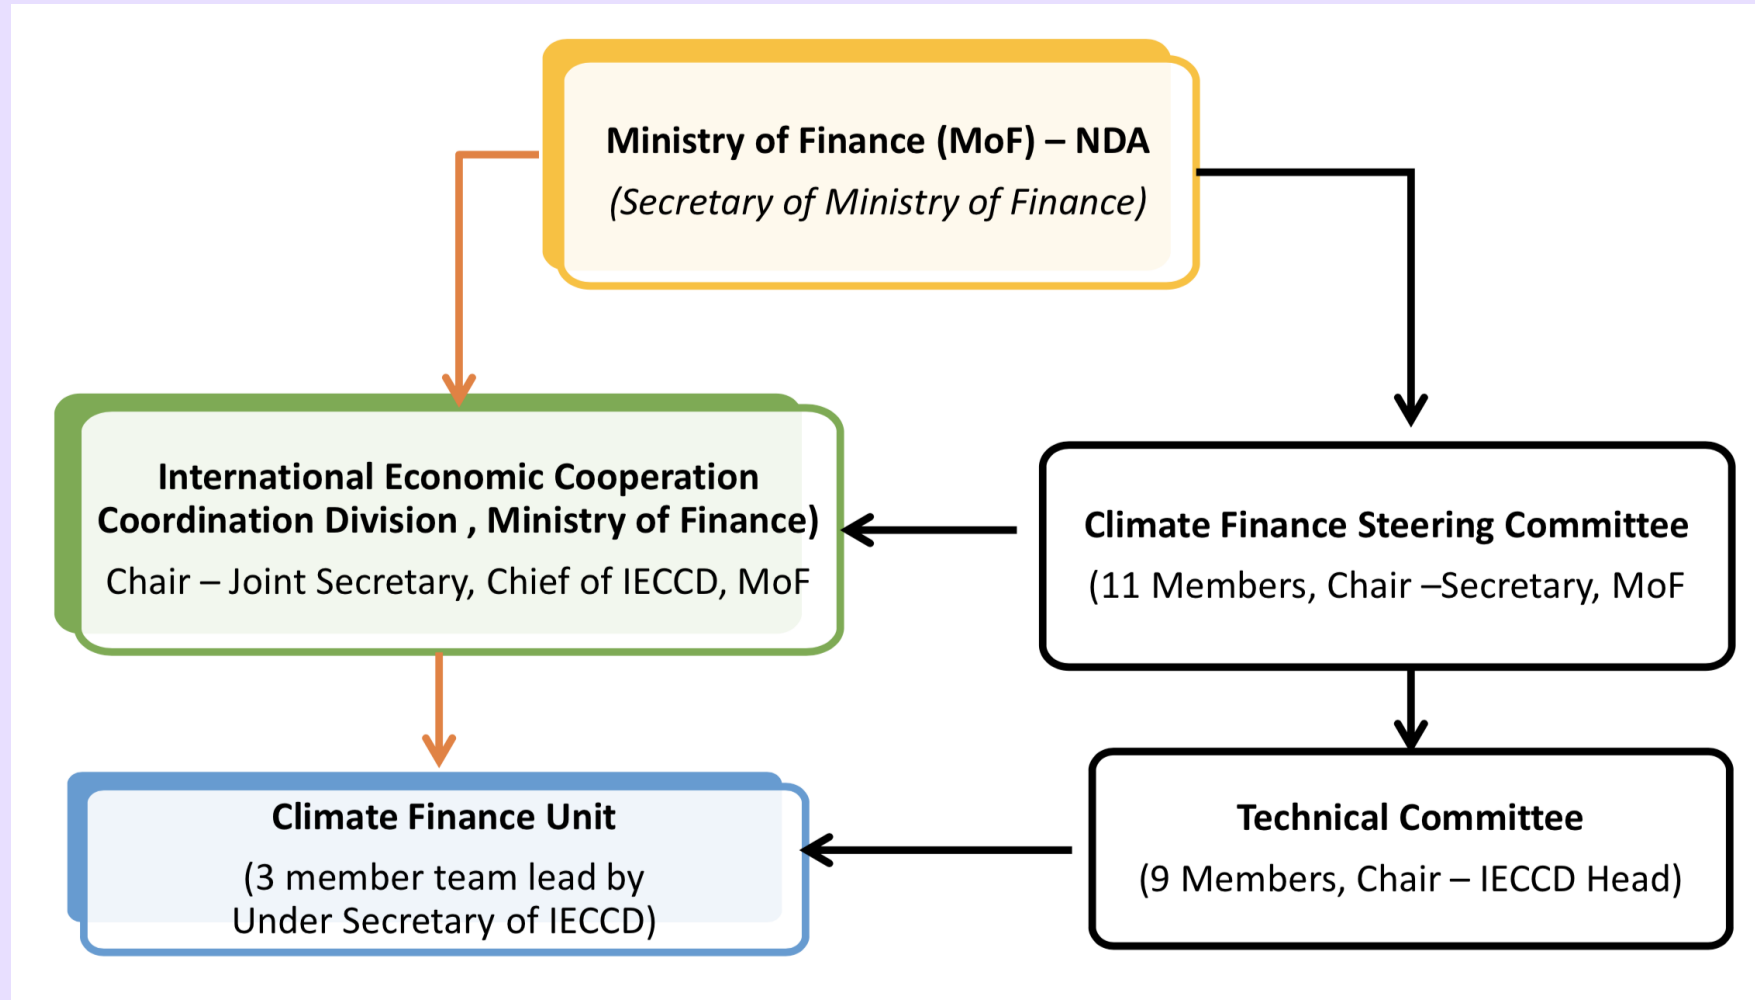 Ministry of Finance (MoF) – NDA
(Secretary of Ministry of Finance)
International Economic Cooperation
Coordination Division , Ministry of Finance)
Chair – Joint Secretary, Chief of IECCD, MoF
Climate Finance Steering Committee
(11 Members, Chair –Secretary, MoF
Climate Finance Unit
(3 member team lead by
Under Secretary of IECCD)
Technical Committee
(9 Members, Chair – IECCD Head)